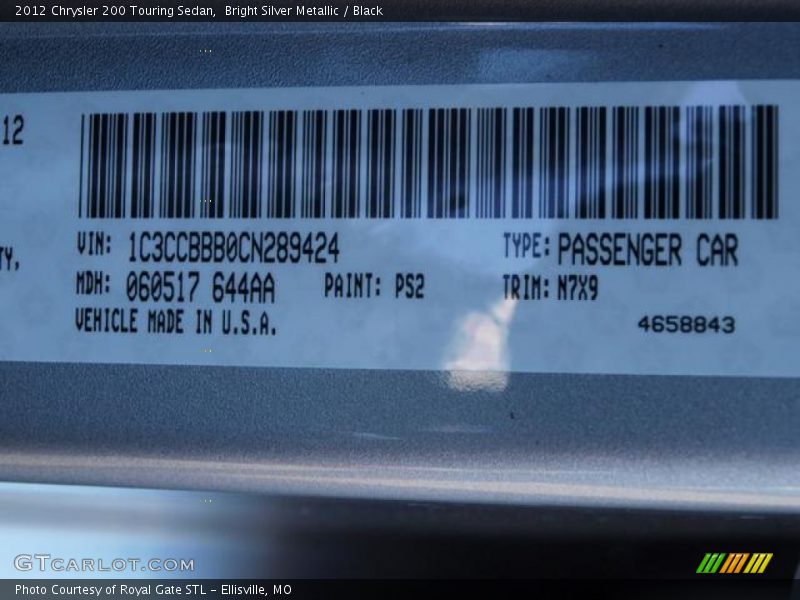 2012 Chrysler 200 Touring Sedan,  Bright Silver Metallic / Black
12
TY,
VIN: 1C3CCBBB0CN289424 TYPE: PASSENGER CAR
MDH: 060517 644AA PAINT: PS2 TRIM: N7X9
VEHICLE MADE IN U.S.A. 4658843
GTCARLOT.COM
Photo Courtesy of Royal Gate STL – Ellisville, MO